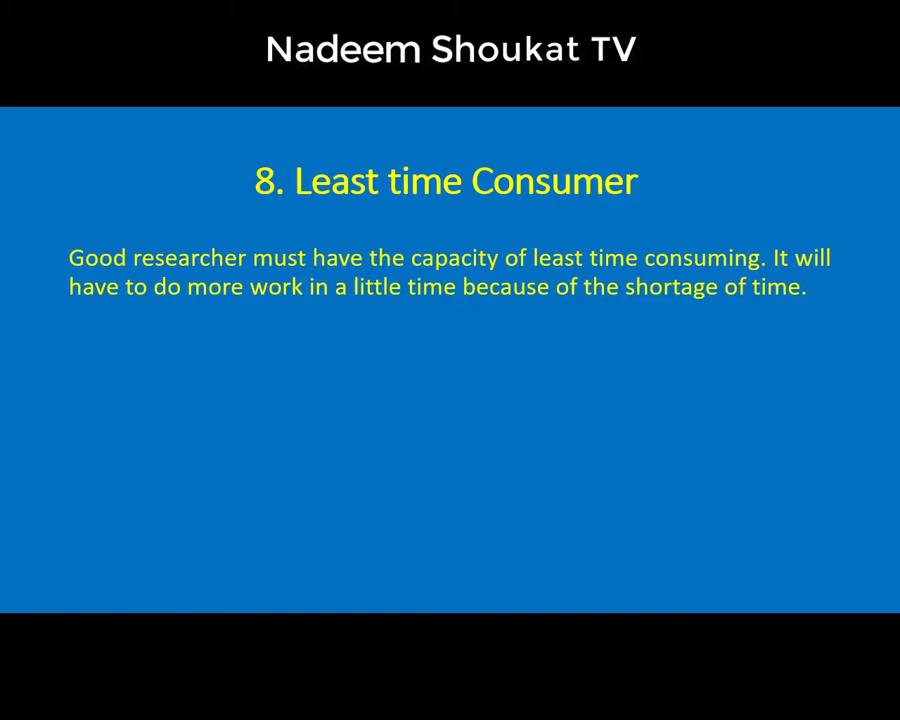 Nadeem Shoukat TV
8. Least time Consumer
Good researcher must have the capacity of least time consuming. It will
have to do more work in a little time because of the shortage of time.